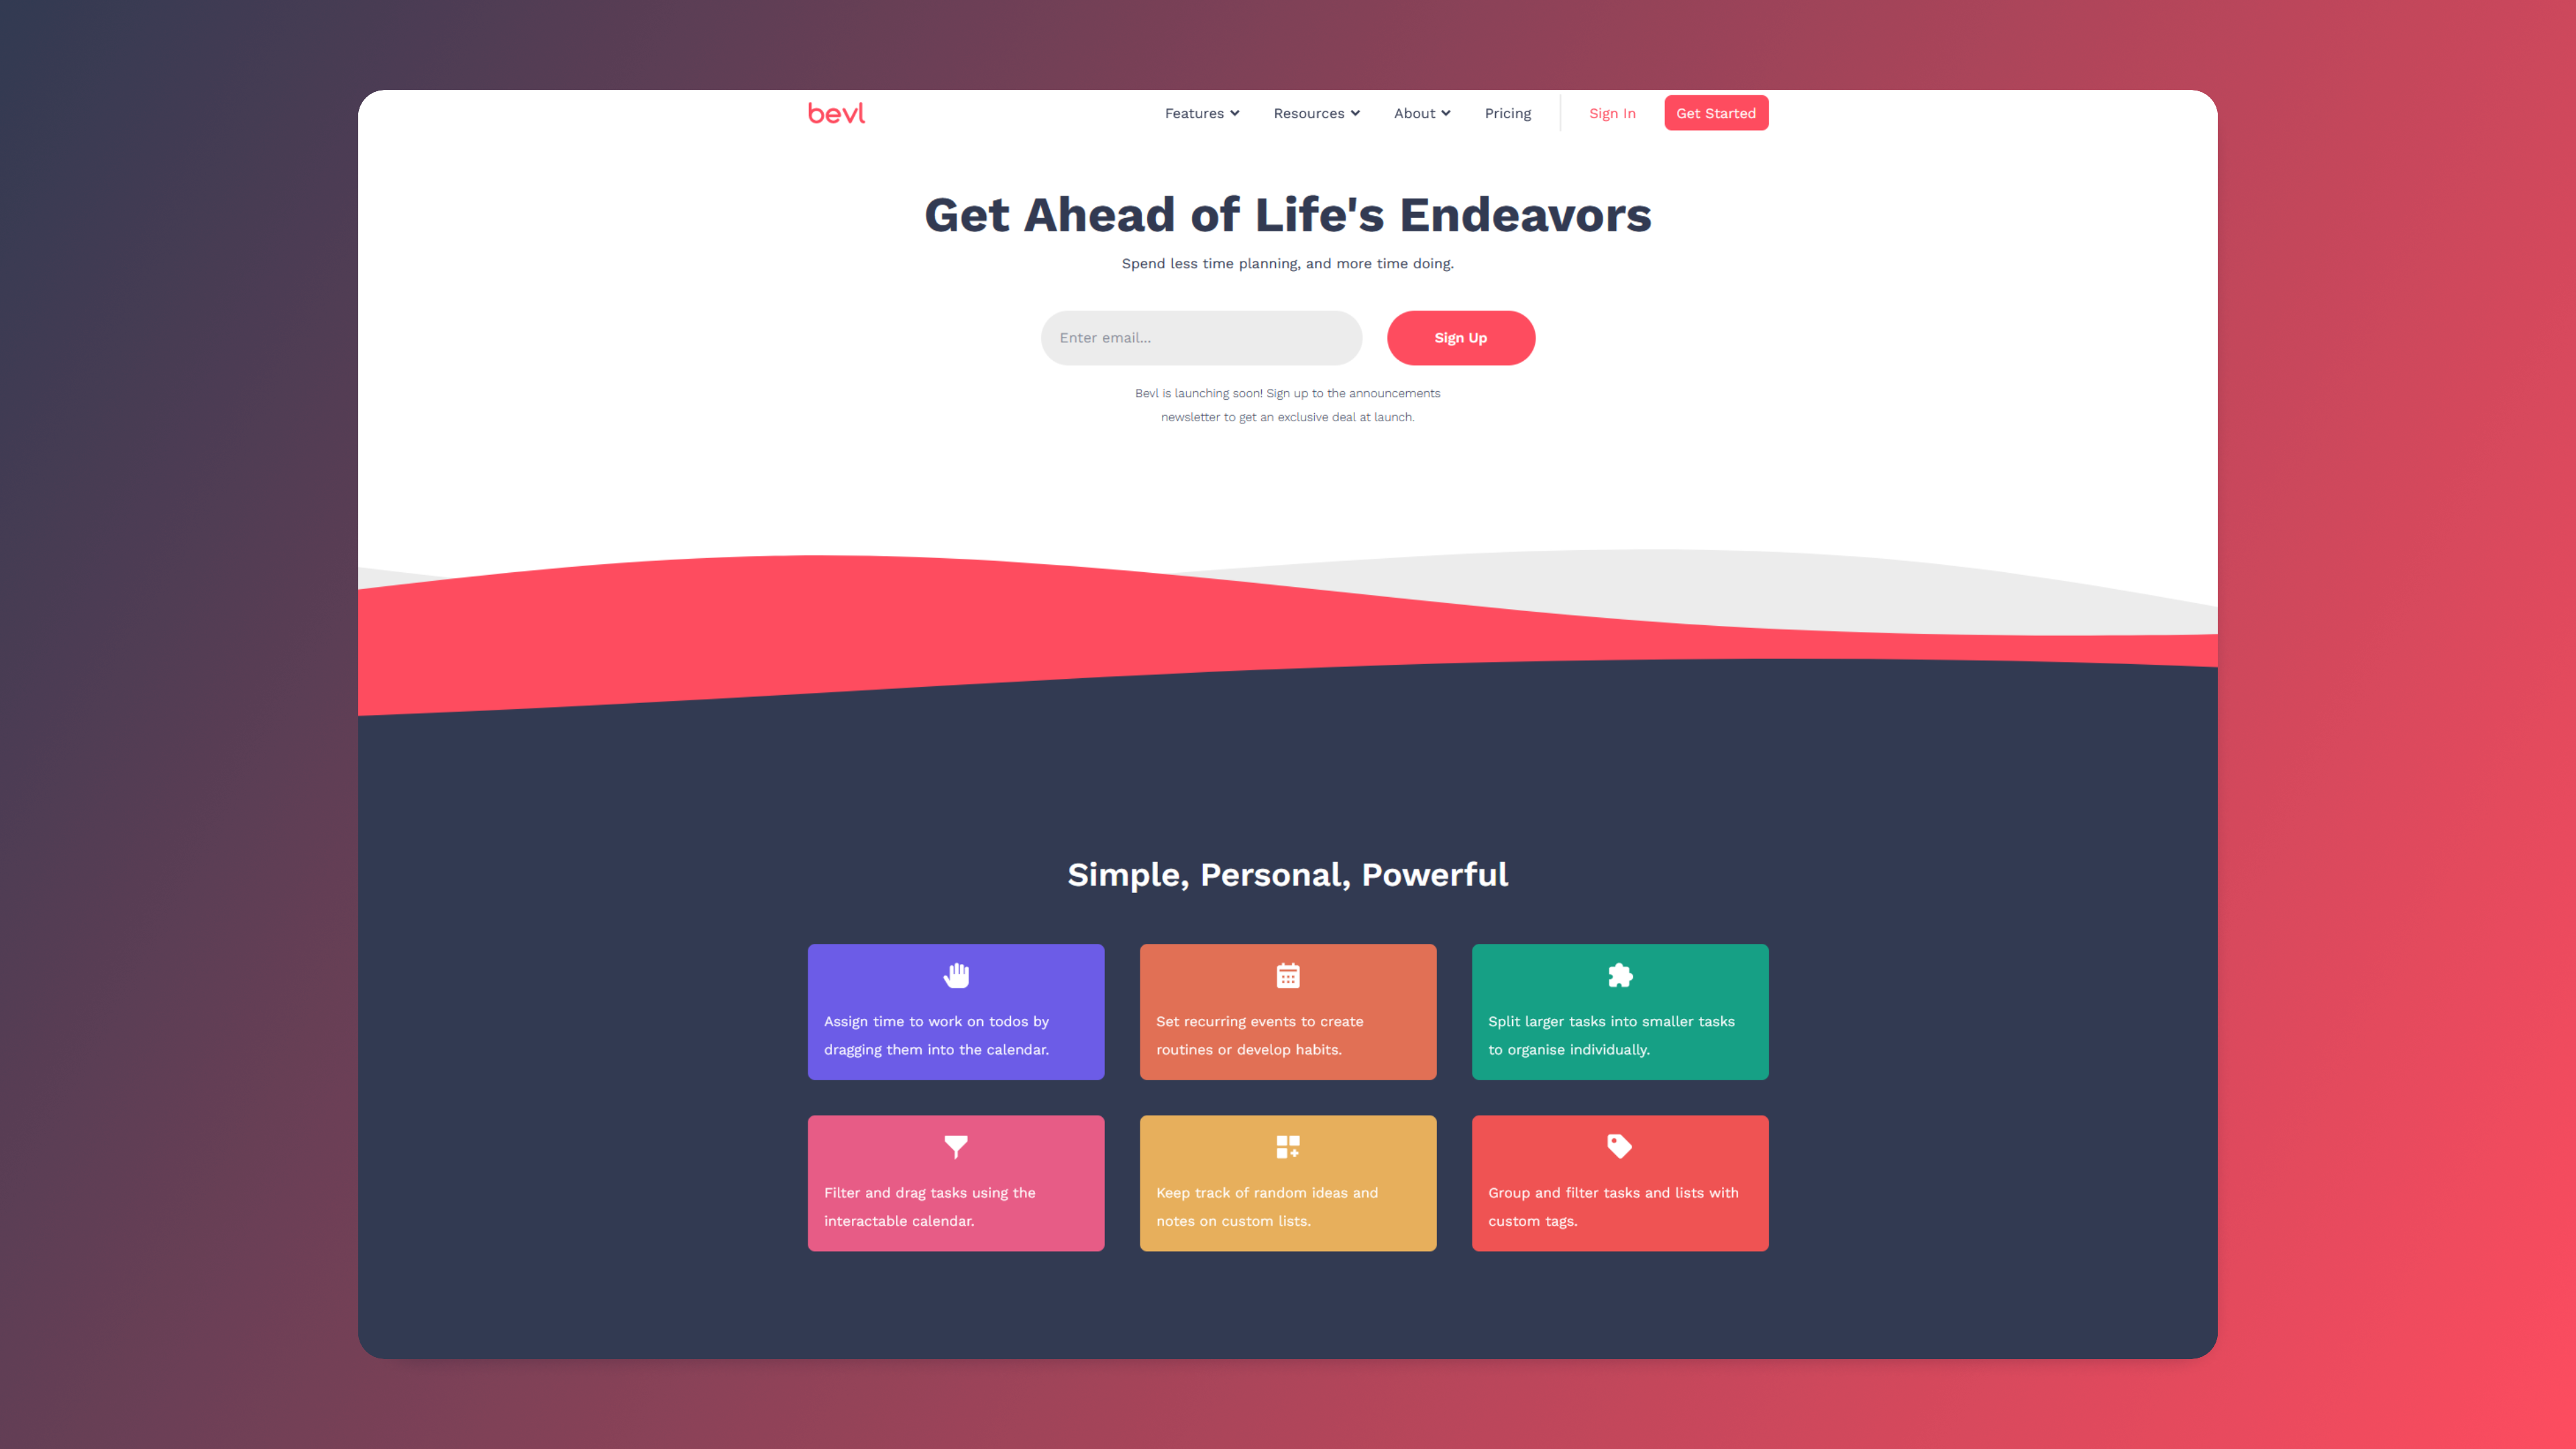 bevl
Features
Resources
About
Pricing
Sign In
Get Started
Get Ahead of Life's Endeavors
Spend less time planning, and more time doing.
Enter email...
Sign Up
Bevl is launching soon! Sign up to the announcements
newsletter to get an exclusive deal at launch.
Simple, Personal, Powerful
Assign time to work on todos by
dragging them into the calendar.
Set recurring events to create
routines or develop habits.
Split larger tasks into smaller tasks
to organise individually.
Filter and drag tasks using the
interactable calendar.
Keep track of random ideas and
notes on custom lists.
Group and filter tasks and lists with
custom tags.